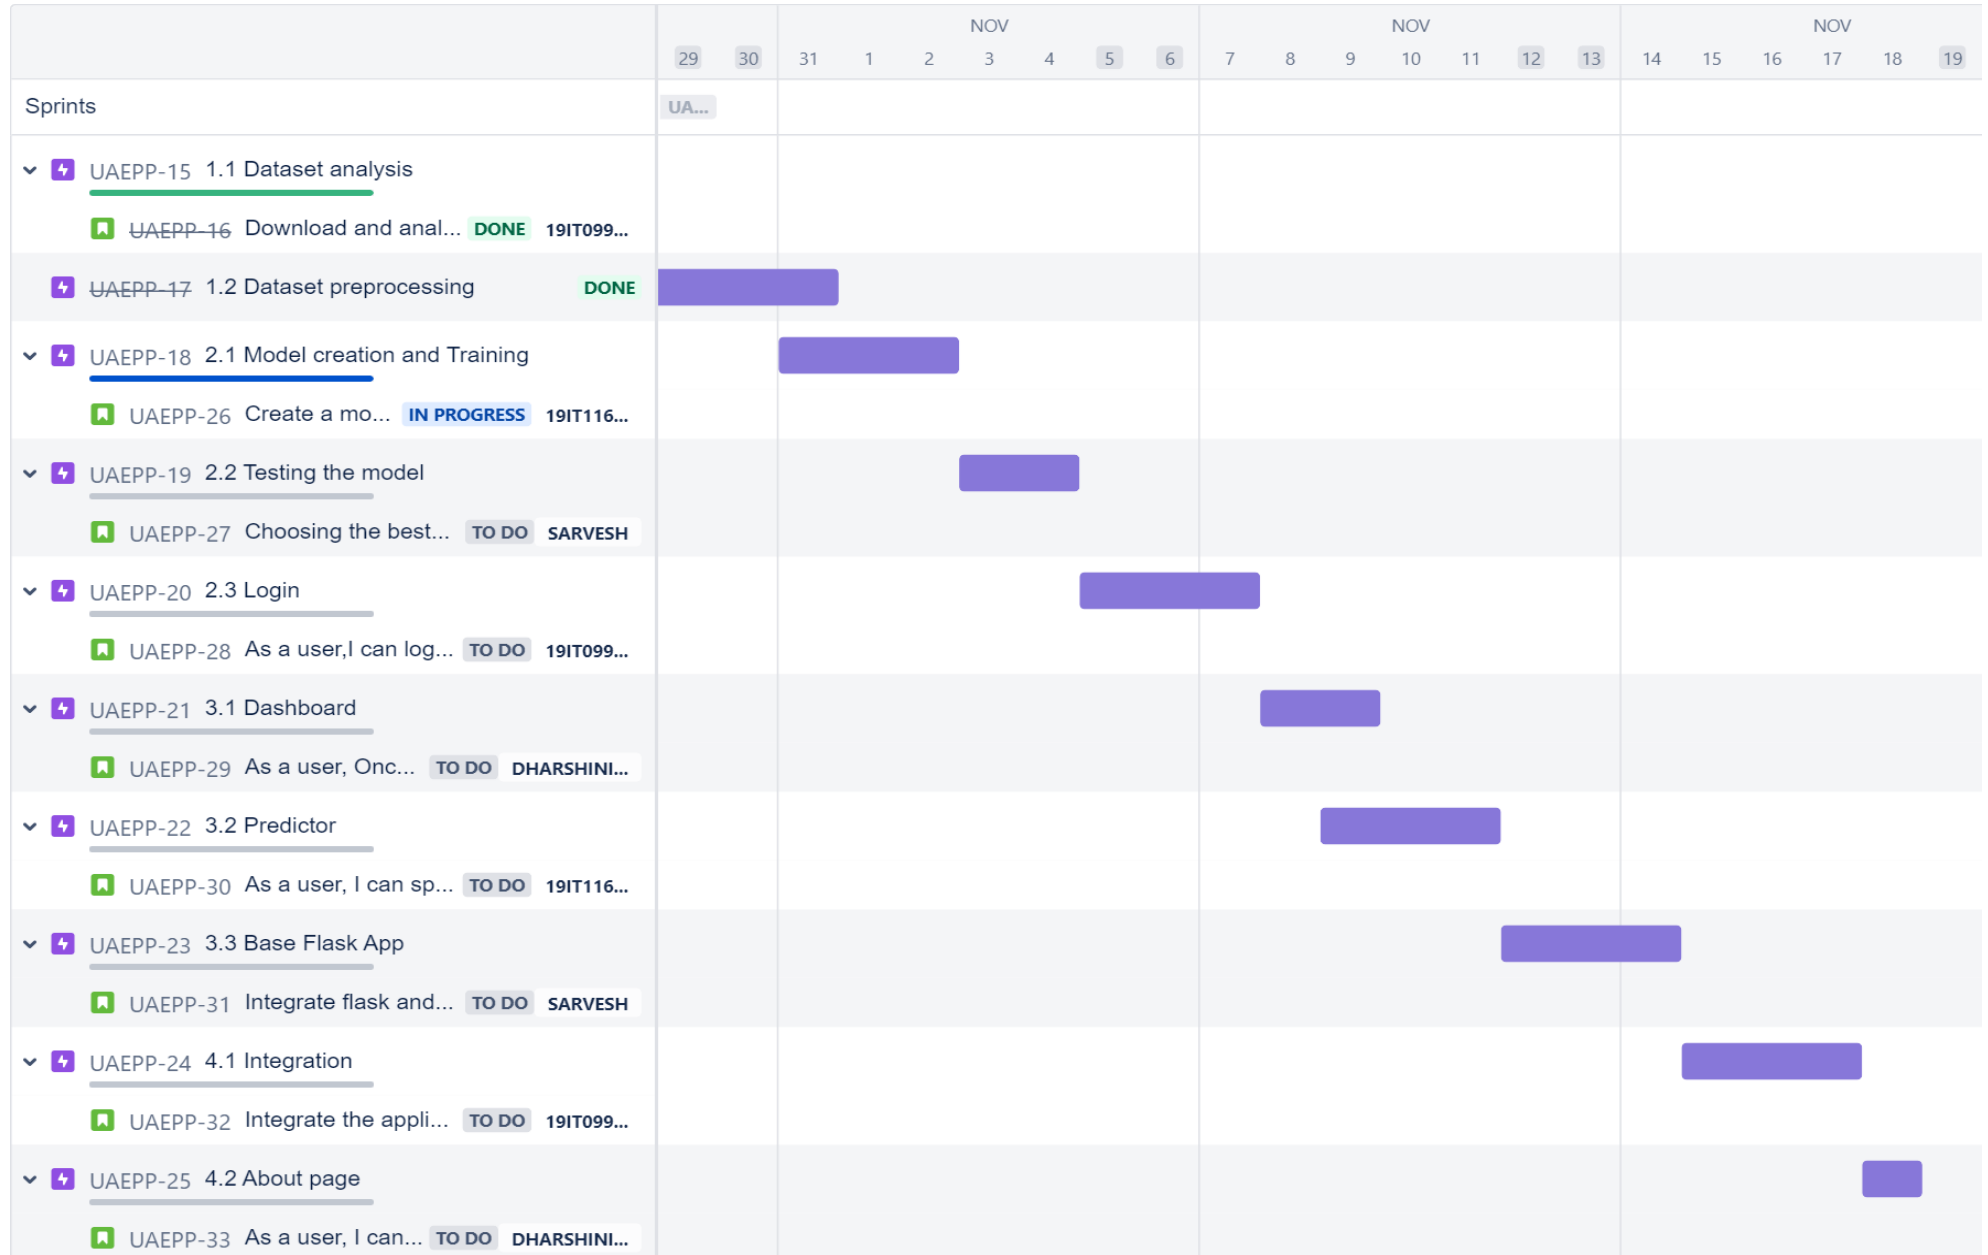 NOV NOV NOV
29 30 31 1 2 3 4 5 6 7 8 9 10 11 12 13 14 15 16 17 18 19
Sprints UA...
UAEPP-15 1.1 Dataset analysis
UAEPP-16 Download and anal... DONE 19IT099...
UAEPP-17 1.2 Dataset preprocessing DONE
UAEPP-18 2.1 Model creation and Training
UAEPP-26 Create a mo... IN PROGRESS 19IT116...
UAEPP-19 2.2 Testing the model
UAEPP-27 Choosing the best... TO DO SARVESH
UAEPP-20 2.3 Login
UAEPP-28 As a user,I can log... TO DO 19IT099...
UAEPP-21 3.1 Dashboard
UAEPP-29 As a user, Onc... TO DO DHARSHINI...
UAEPP-22 3.2 Predictor
UAEPP-30 As a user, I can sp... TO DO 19IT116...
UAEPP-23 3.3 Base Flask App
UAEPP-31 Integrate flask and... TO DO SARVESH
UAEPP-24 4.1 Integration
UAEPP-32 Integrate the appli... TO DO 19IT099...
UAEPP-25 4.2 About page
UAEPP-33 As a user, I can... TO DO DHARSHINI...